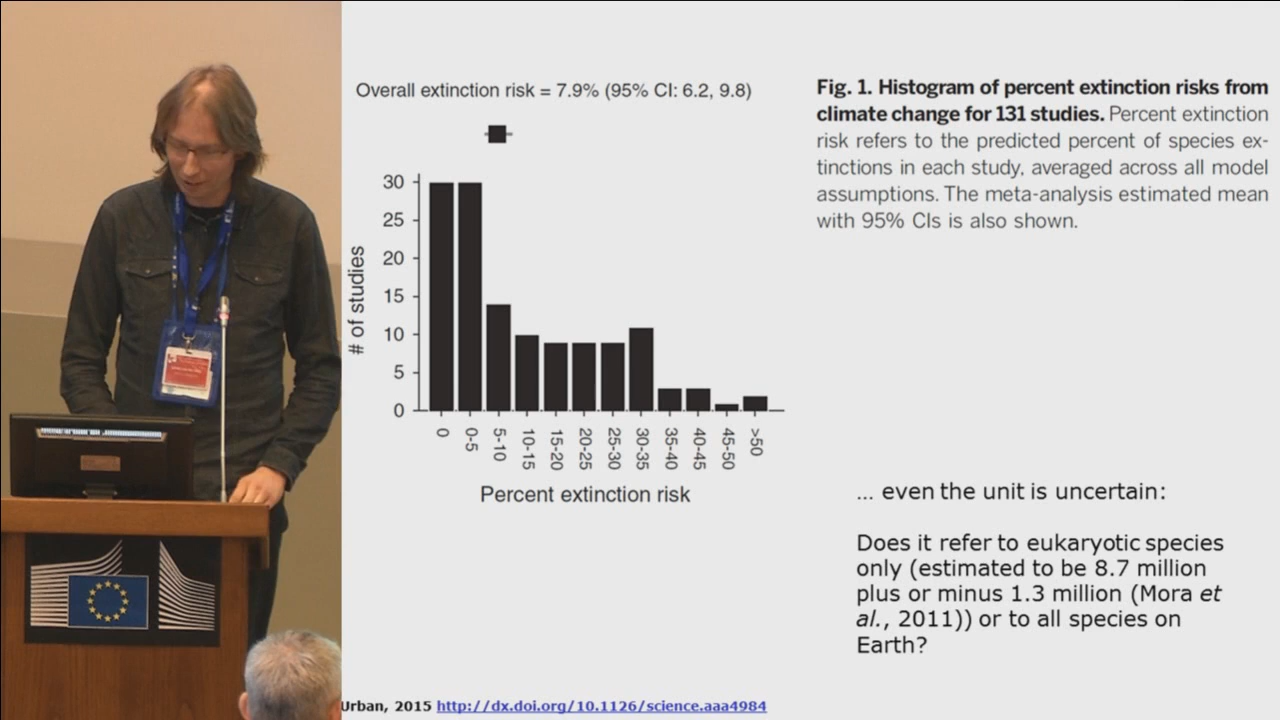 Overall extinction risk = 7.9% (95% CI: 6.2, 9.8)
30
25
20
15
10
5
0
# of studies
0
0-5
5-10
10-15
15-20
20-25
25-30
30-35
35-40
40-45
45-50
>50
Percent extinction risk
Fig. 1. Histogram of percent extinction risks from
climate change for 131 studies. Percent extinction
risk refers to the predicted percent of species ex-
tinctions in each study, averaged across all model
assumptions. The meta-analysis estimated mean
with 95% CIs is also shown.
... even the unit is uncertain:
Does it refer to eukaryotic species
only (estimated to be 8.7 million
plus or minus 1.3 million (Mora et
al., 2011)) or to all species on
Earth?
Urban, 2015 http://dx.doi.org/10.1126/science.aaa4984